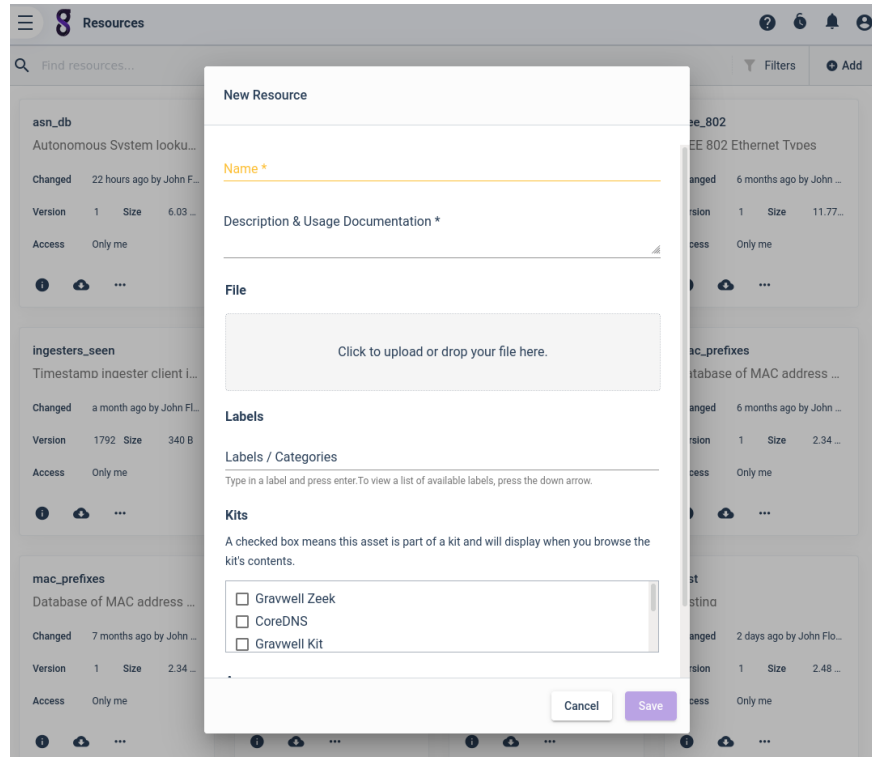 Resources
Find resources...
Filters
Add
New Resource
Name *
Description & Usage Documentation *
File
Click to upload or drop your file here.
Labels
Labels / Categories
Type in a label and press enter.To view a list of available labels, press the down arrow.
Kits
A checked box means this asset is part of a kit and will display when you browse the
kit's contents.
Gravwell Zeek
CoreDNS
Gravwell Kit
Cancel
Save
asn_db
Autonomous System looku...
Changed 22 hours ago by John F...
Version 1 Size 6.03 ...
Access Only me
ee_802
EE 802 Ethernet Types
anged 6 months ago by John ...
rsion 1 Size 11.77...
cess Only me
ingesters_seen
Timestamp ingester client i...
Changed a month ago by John Fl...
Version 1792 Size 340 B
Access Only me
ac_prefixes
atabase of MAC address ...
anged 6 months ago by John ...
rsion 1 Size 2.34 ...
cess Only me
mac_prefixes
Database of MAC address ...
Changed 7 months ago by John ...
Version 1 Size 2.34 ...
Access Only me
st
sting
anged 2 days ago by John Flo...
rsion 1 Size 2.48 ...
cess Only me